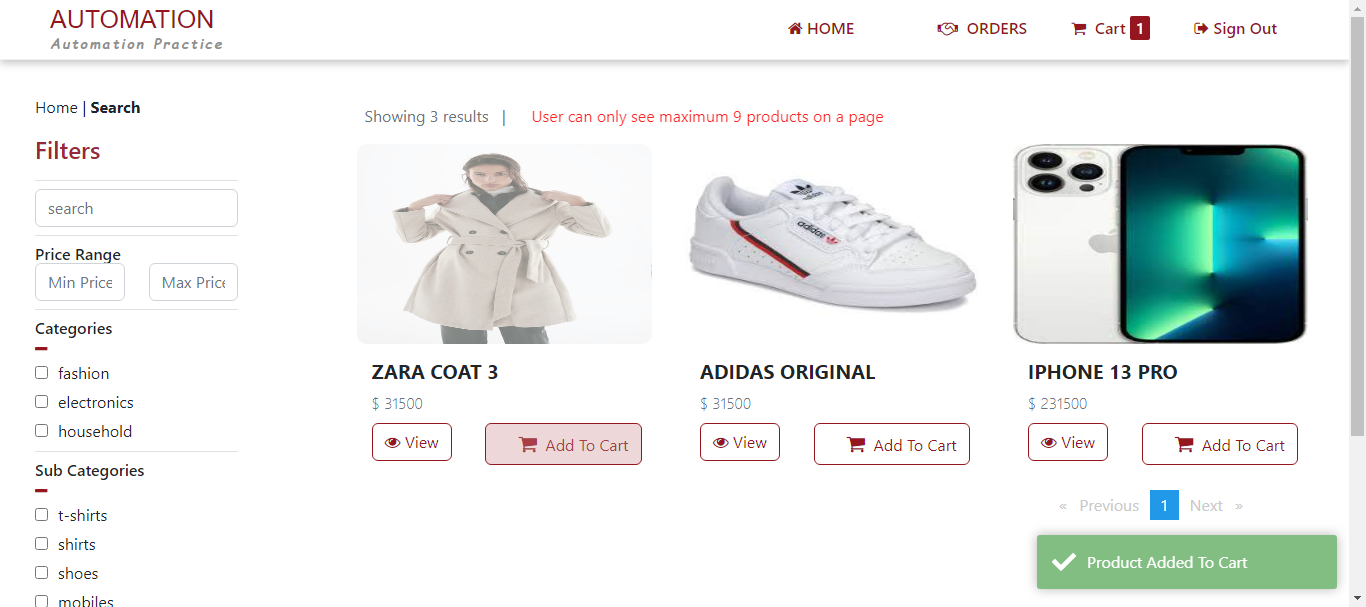 AUTOMATION
Automation Practice
HOME
ORDERS
Cart 1
Sign Out
Home | Search
Filters
search
Price Range
Min Price
Max Price
Categories
fashion
electronics
household
Sub Categories
t-shirts
shirts
shoes
mobiles
Showing 3 results |
User can only see maximum 9 products on a page
adidas
ZARA COAT 3
$ 31500
View
Add To Cart
ADIDAS ORIGINAL
$ 31500
View
Add To Cart
IPHONE 13 PRO
$ 231500
View
Add To Cart
« Previous 1 Next »
Product Added To Cart